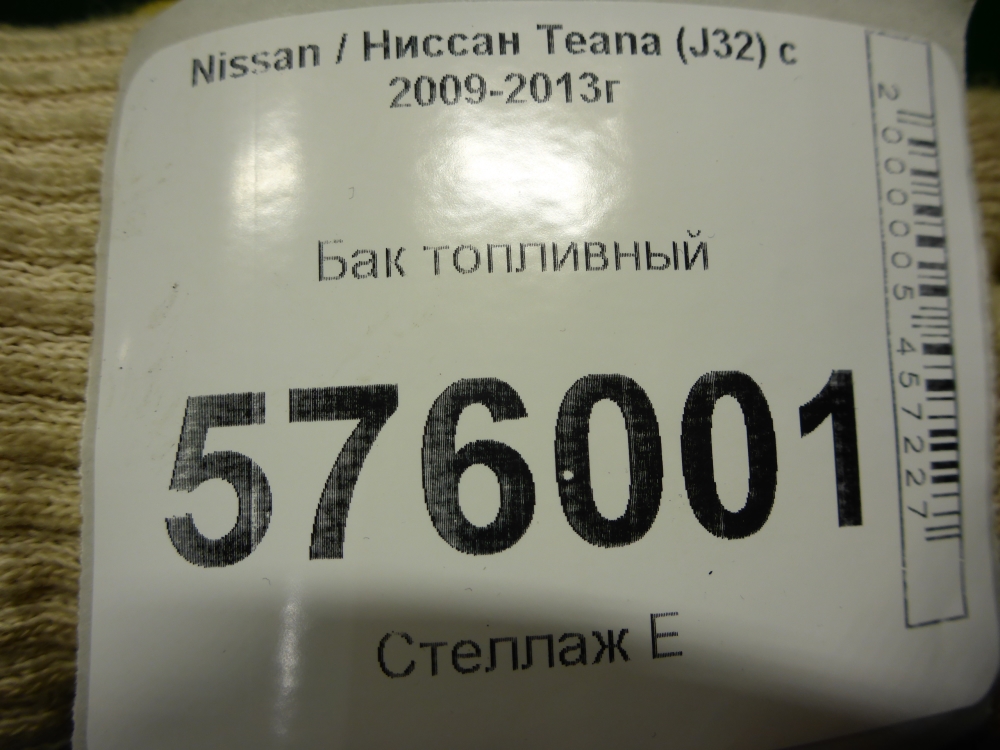 Nissan / Ниссан Teana (J32) с
2009-2013г
Бак топливный
576001
Стеллаж Е
2000005457227